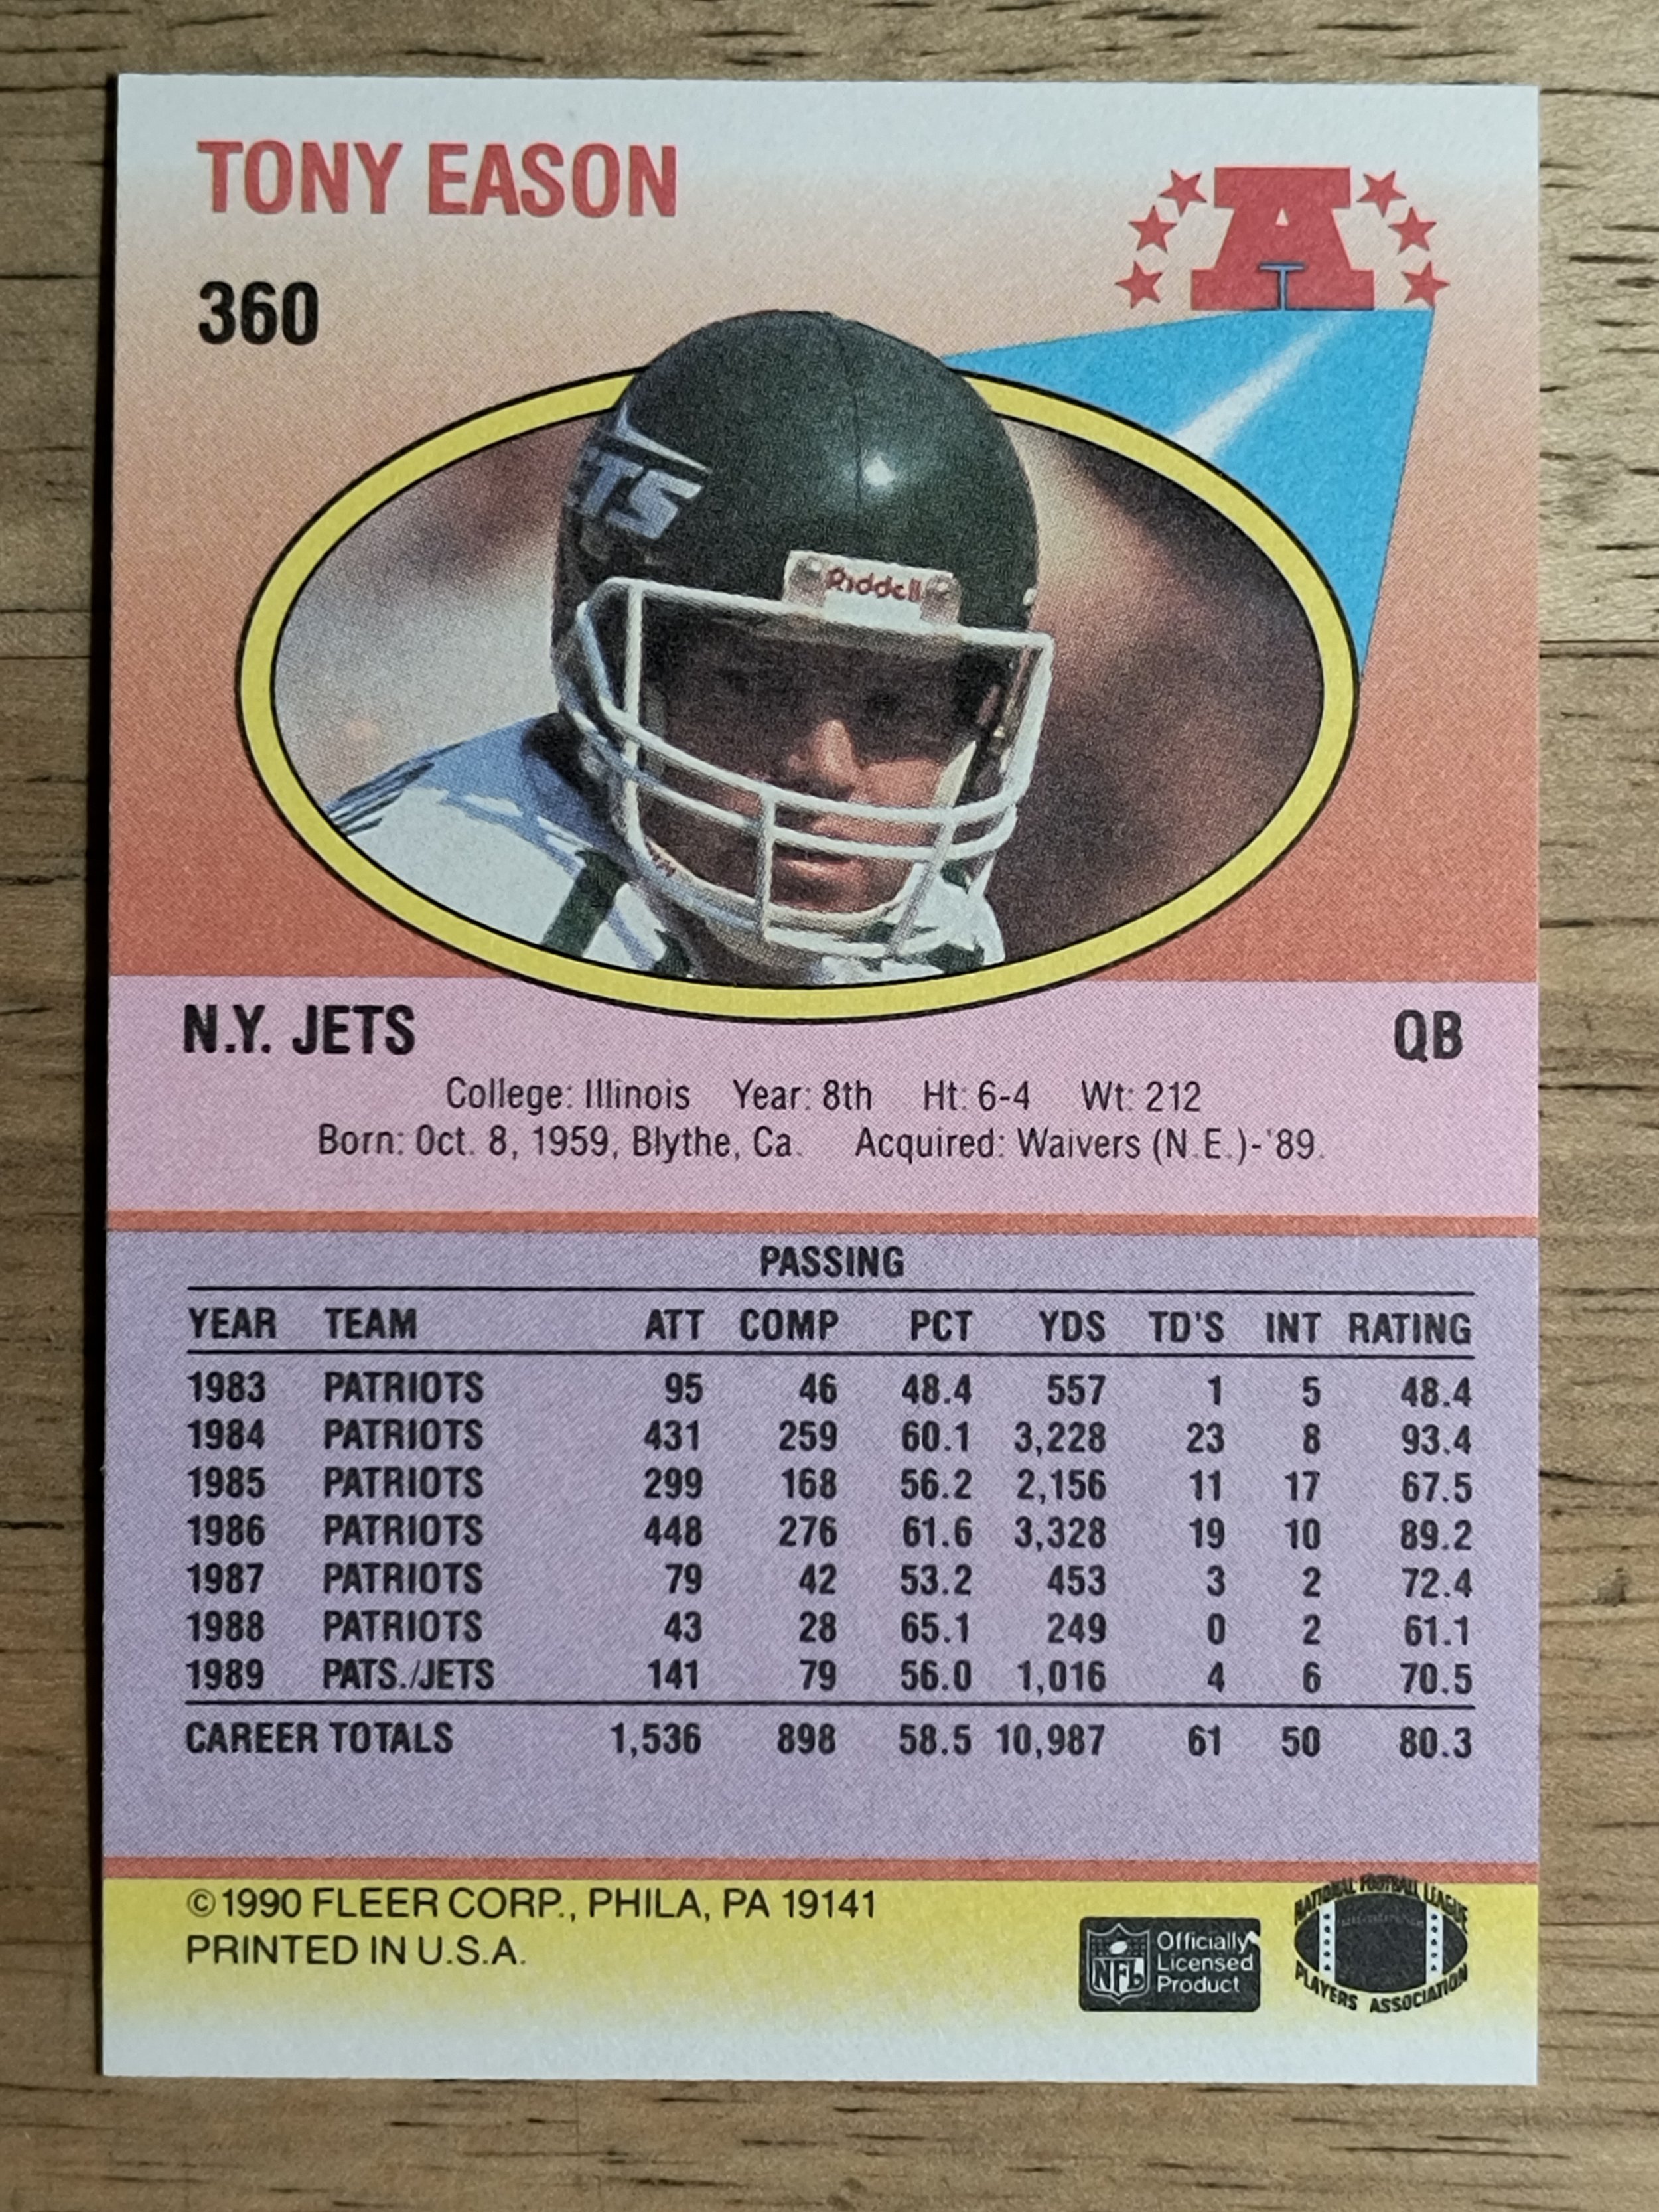 TONY EASON
360
A
TS
Riddell
N.Y. JETS QB
College: Illinois Year: 8th Ht: 6-4 Wt: 212
Born: Oct. 8, 1959, Blythe, Ca. Acquired: Waivers (N.E.)-'89.
PASSING
YEAR TEAM ATT COMP PCT YDS TD'S INT RATING
1983 PATRIOTS 95 46 48.4 557 1 5 48.4
1984 PATRIOTS 431 259 60.1 3,228 23 8 93.4
1985 PATRIOTS 299 168 56.2 2,156 11 17 67.5
1986 PATRIOTS 448 276 61.6 3,328 19 10 89.2
1987 PATRIOTS 79 42 53.2 453 3 2 72.4
1988 PATRIOTS 43 28 65.1 249 0 2 61.1
1989 PATS./JETS 141 79 56.0 1,016 4 6 70.5
CAREER TOTALS 1,536 898 58.5 10,987 61 50 80.3
©1990 FLEER CORP., PHILA, PA 19141
PRINTED IN U.S.A.
NFL
Officially
Licensed
Product
NATIONAL FOOTBALL LEAGUE
PLAYERS ASSOCIATION